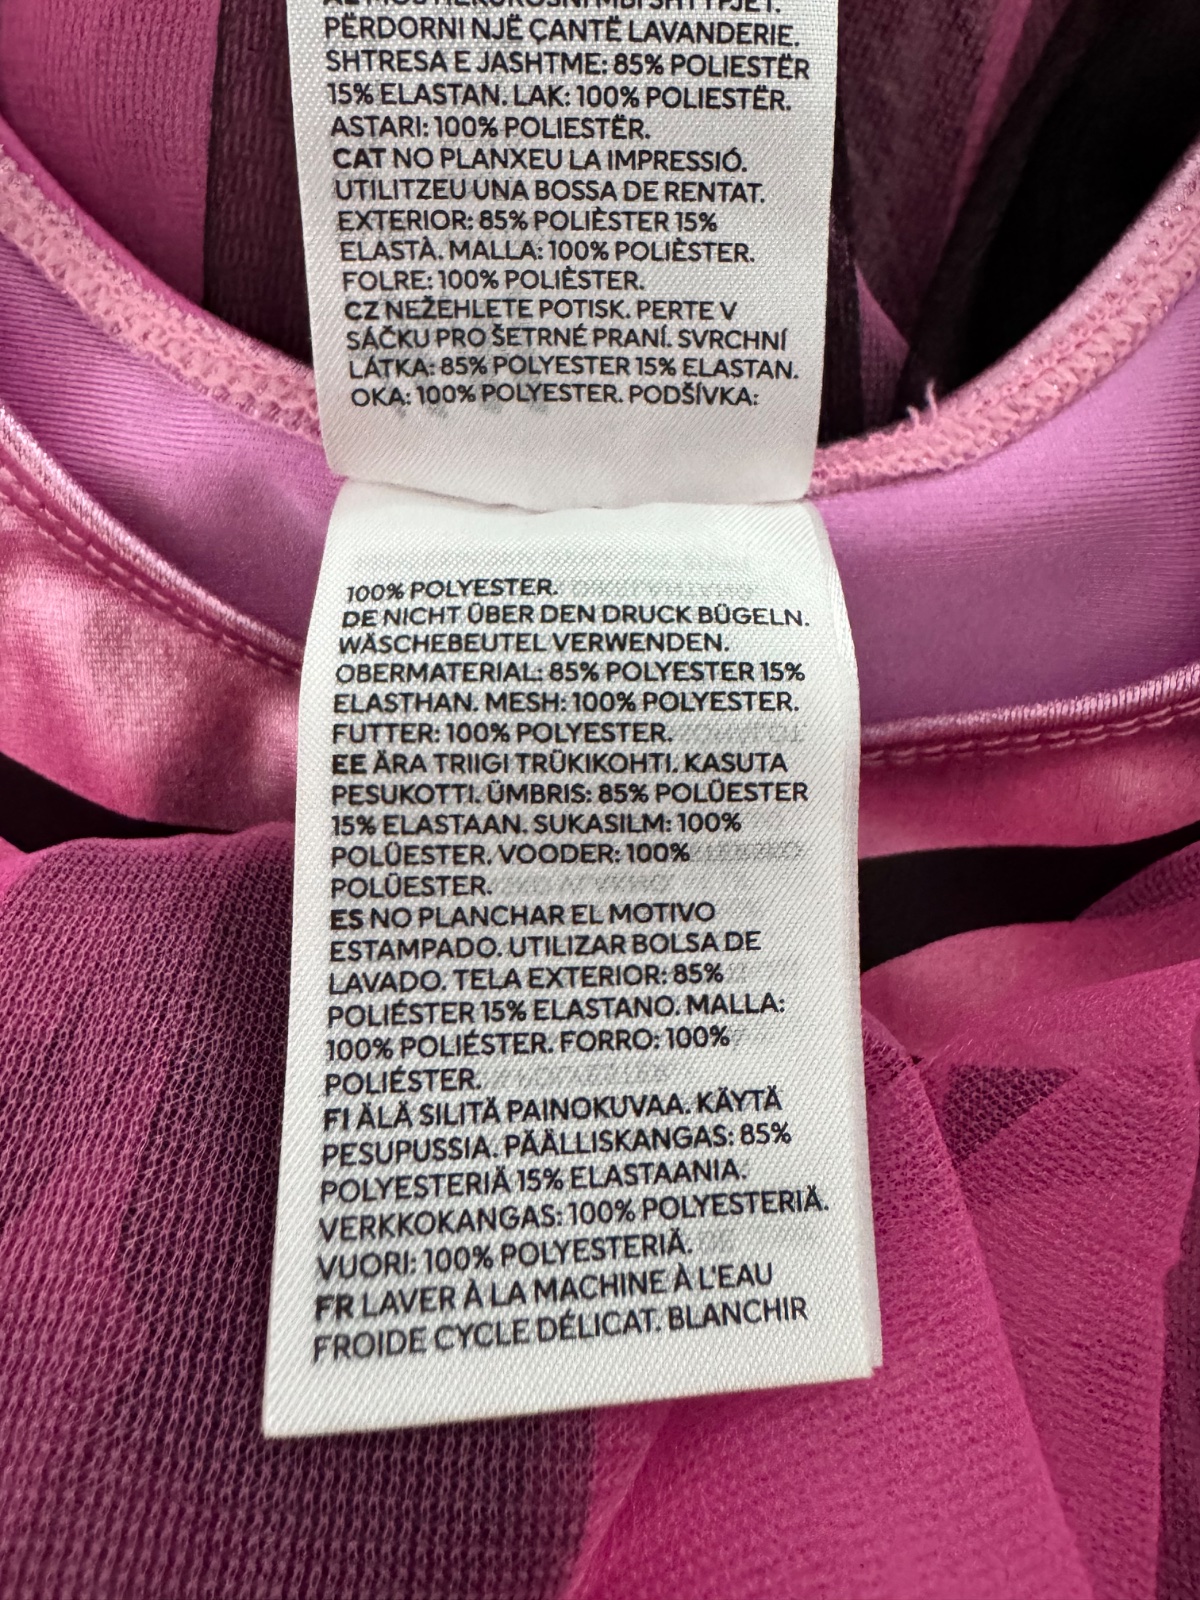 PËRDORNI NJË ÇANTË LAVANDERIE.
SHTRESA E JASHTME: 85% POLIESTËR
15% ELASTAN. LAK: 100% POLIESTËR.
ASTARI: 100% POLIESTËR.
CAT NO PLANXEU LA IMPRESSIÓ.
UTILITZEU UNA BOSSA DE RENTAT.
EXTERIOR: 85% POLIÈSTER 15%
ELASTÀ. MALLA: 100% POLIÈSTER.
FOLRE: 100% POLIÈSTER.
CZ NEŽEHLETE POTISK. PERTE V
SÁČKU PRO ŠETRNÉ PRANÍ. SVRCHNÍ
LÁTKA: 85% POLYESTER 15% ELASTAN.
OKA: 100% POLYESTER. PODŠÍVKA:
100% POLYESTER.
DE NICHT ÜBER DEN DRUCK BÜGELN.
WÄSCHEBEUTEL VERWENDEN.
OBERMATERIAL: 85% POLYESTER 15%
ELASTHAN. MESH: 100% POLYESTER.
FUTTER: 100% POLYESTER.
EE ÄRA TRIIGI TRÜKIKOHTI. KASUTA
PESUKOTTI. ÜMBRIS: 85% POLÜESTER
15% ELASTAAN. SUKASILM: 100%
POLÜESTER. VOODER: 100%
POLÜESTER.
ES NO PLANCHAR EL MOTIVO
ESTAMPADO. UTILIZAR BOLSA DE
LAVADO. TELA EXTERIOR: 85%
POLIÉSTER 15% ELASTANO. MALLA:
100% POLIÉSTER. FORRO: 100%
POLIÉSTER.
FI ÄLÄ SILITÄ PAINOKUVAA. KÄYTÄ
PESUPUSSIA. PÄÄLLISKANGAS: 85%
POLYESTERIÄ 15% ELASTAANIA.
VERKKOKANGAS: 100% POLYESTERIÄ.
VUORI: 100% POLYESTERIÄ.
FR LAVER À LA MACHINE À L'EAU
FROIDE CYCLE DÉLICAT. BLANCHIR